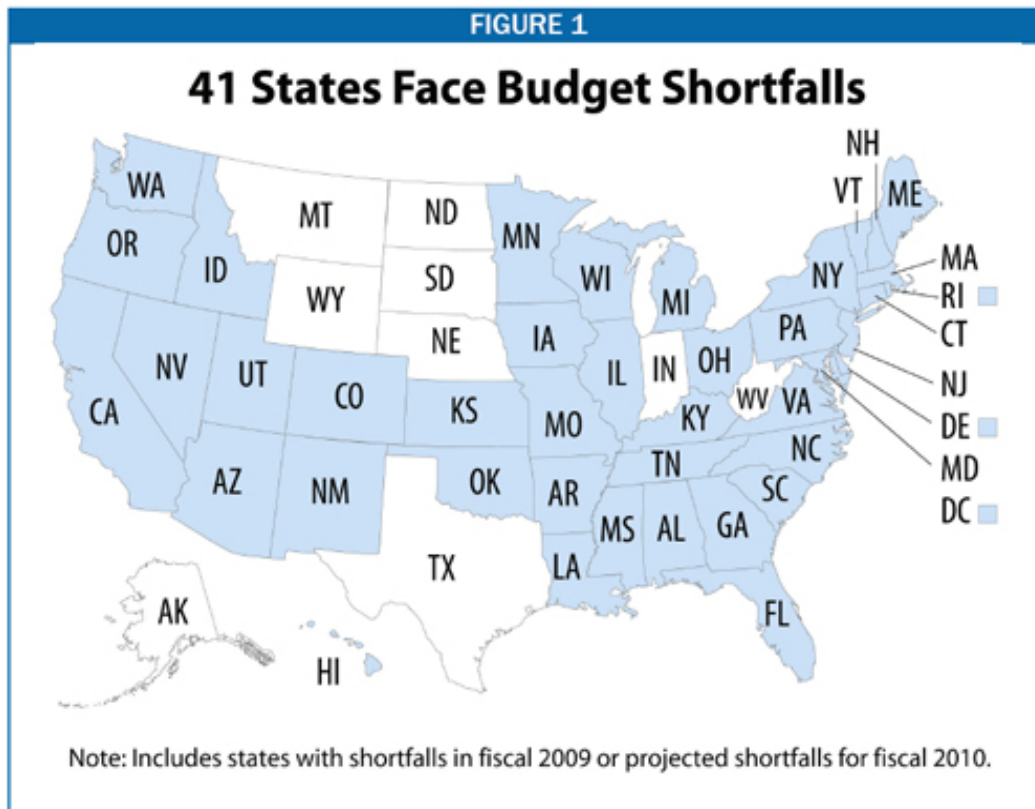 FIGURE 1
41 States Face Budget Shortfalls
NH
WA
MT
ND
VT
ME
MN
OR
ID
SD
WI
NY
MA
WY
MI
RI
NE
IA
PA
CT
NV
UT
CO
IL
IN
OH
NJ
CA
KS
MO
KY
WV
VA
DE
AZ
NM
OK
AR
TN
NC
MD
SC
DC
TX
MS
AL
GA
LA
AK
FL
HI
Note: Includes states with shortfalls in fiscal 2009 or projected shortfalls for fiscal 2010.